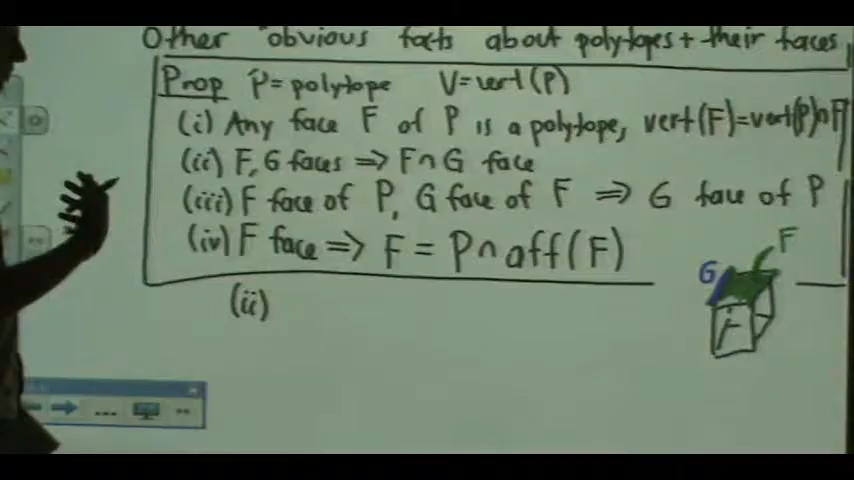 Other "obvious facts about polytopes + their faces
Prop P = polytope V = vert(P)
(i) Any face F of P is a polytope, vert(F) = vert(P) ∩ F
(ii) F, G faces ⇒ F ∩ G face
(iii) F face of P, G face of F ⇒ G face of P
(iv) F face ⇒ F = P ∩ aff(F)
F
G
(ii)